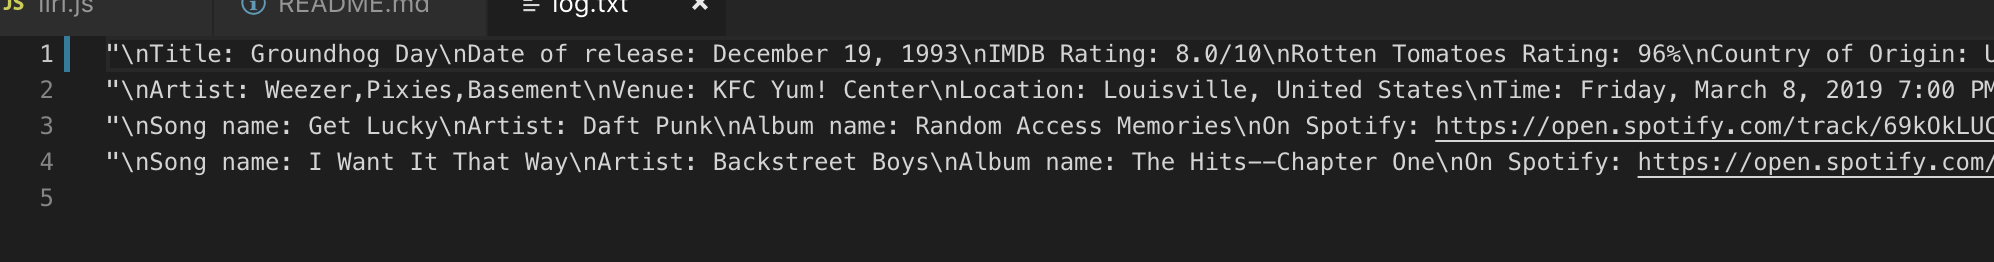 JS liri.js README.md log.txt
1 "\nTitle: Groundhog Day\nDate of release: December 19, 1993\nIMDB Rating: 8.0/10\nRotten Tomatoes Rating: 96%\nCountry of Origin: U
2 "\nArtist: Weezer,Pixies,Basement\nVenue: KFC Yum! Center\nLocation: Louisville, United States\nTime: Friday, March 8, 2019 7:00 PM
3 "\nSong name: Get Lucky\nArtist: Daft Punk\nAlbum name: Random Access Memories\nOn Spotify: https://open.spotify.com/track/69kOkLUC
4 "\nSong name: I Want It That Way\nArtist: Backstreet Boys\nAlbum name: The Hits--Chapter One\nOn Spotify: https://open.spotify.com/
5